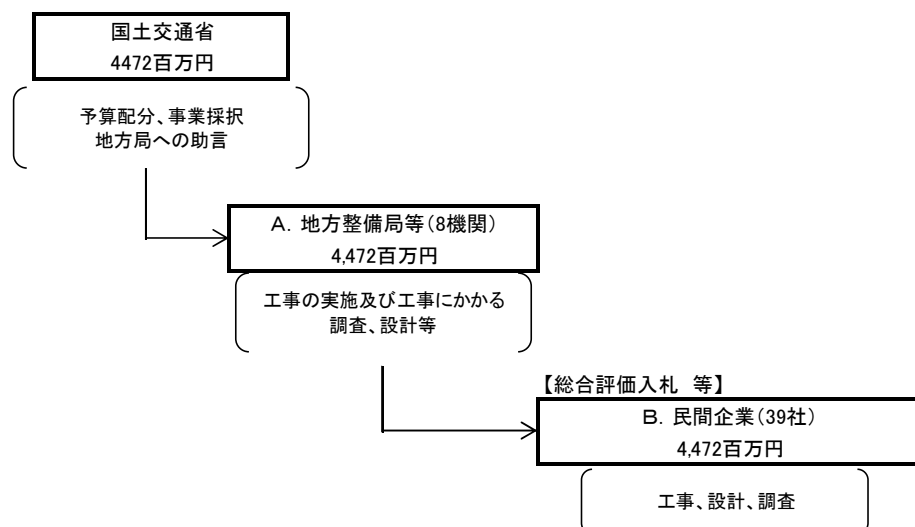 国土交通省
4472百万円
予算配分、事業採択
地方局への助言
A．地方整備局等（8機関）
4,472百万円
工事の実施及び工事にかかる
調査、設計等
【総合評価入札　等】
B．民間企業（39社）
4,472百万円
工事、設計、調査